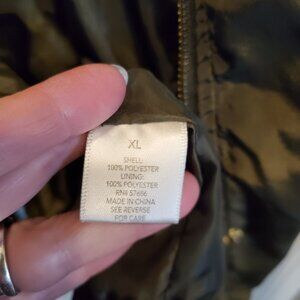 XL
SHELL:
100% POLYESTER
LINING:
100% POLYESTER
RN# 57686
MADE IN CHINA
SEE REVERSE
FOR CARE